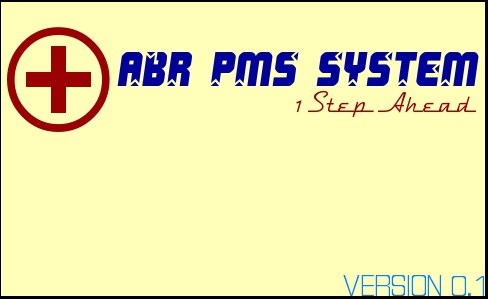 ABR PMS SYSTEM
1 Step Ahead
VERSION 0.1